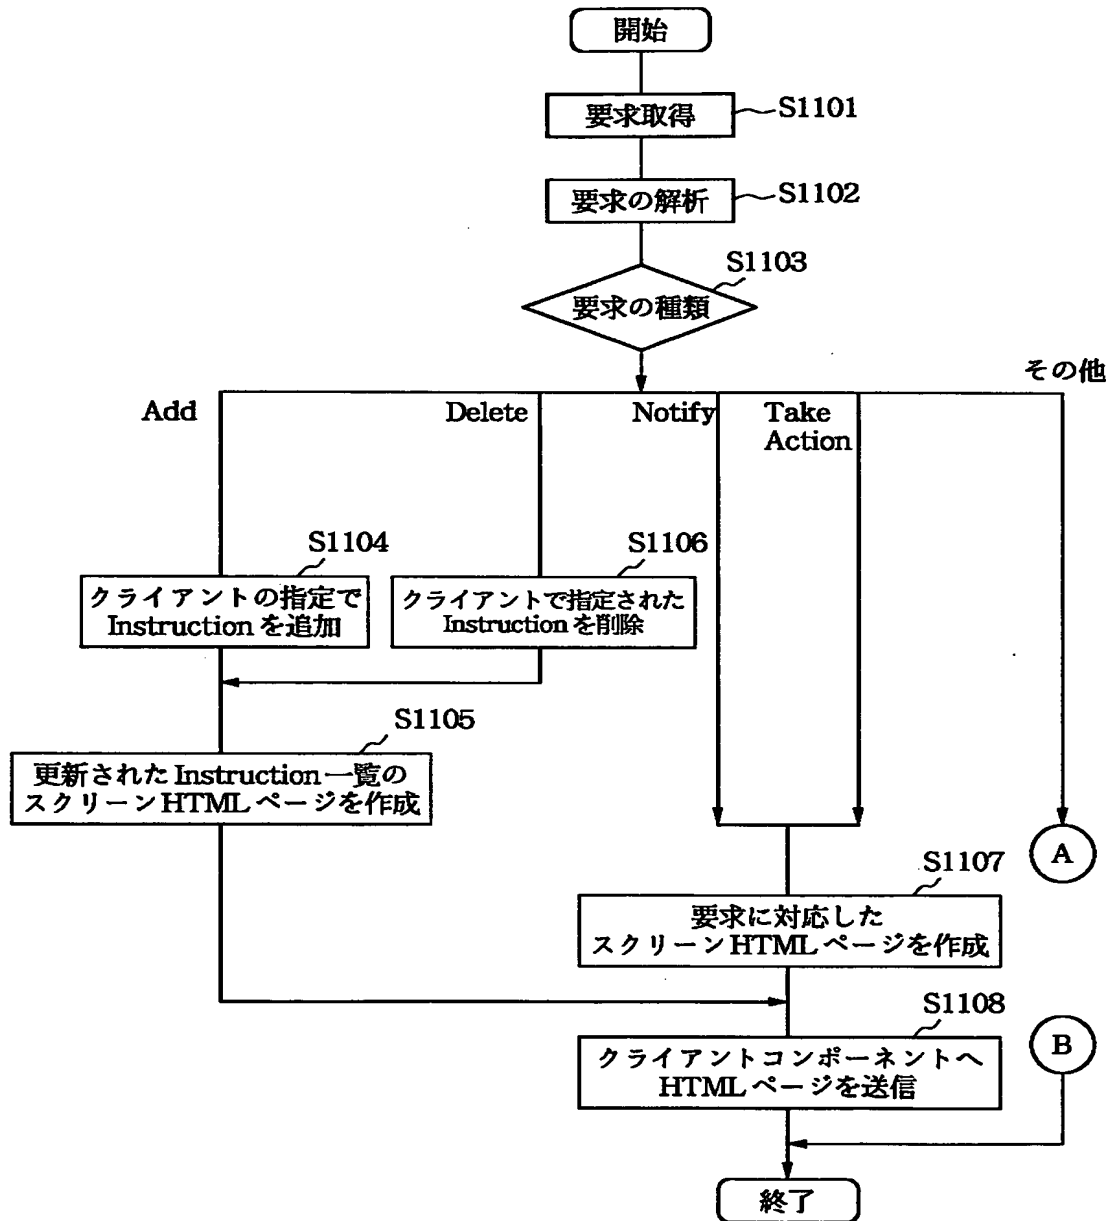 開始
要求取得
S1101
要求の解析
S1102
S1103
要求の種類
その他
Add
Delete
Notify
Take
Action
S1104
クライアントの指定で
Instructionを追加
S1106
クライアントで指定された
Instructionを削除
S1105
更新されたInstruction一覧の
スクリーンHTMLページを作成
A
S1107
要求に対応した
スクリーンHTMLページを作成
S1108
クライアントコンポーネントへ
HTMLページを送信
B
終了